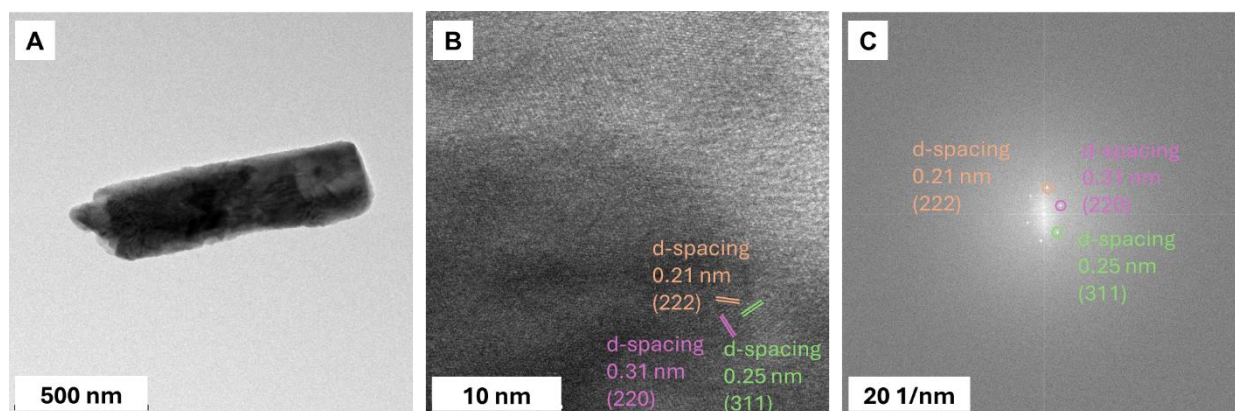 A
500 nm
B
d-spacing
0.21 nm
(222)
d-spacing
0.31 nm
(220)
d-spacing
0.25 nm
(311)
10 nm
C
d-spacing
0.21 nm
(222)
d-spacing
0.31 nm
(220)
d-spacing
0.25 nm
(311)
20 1/nm